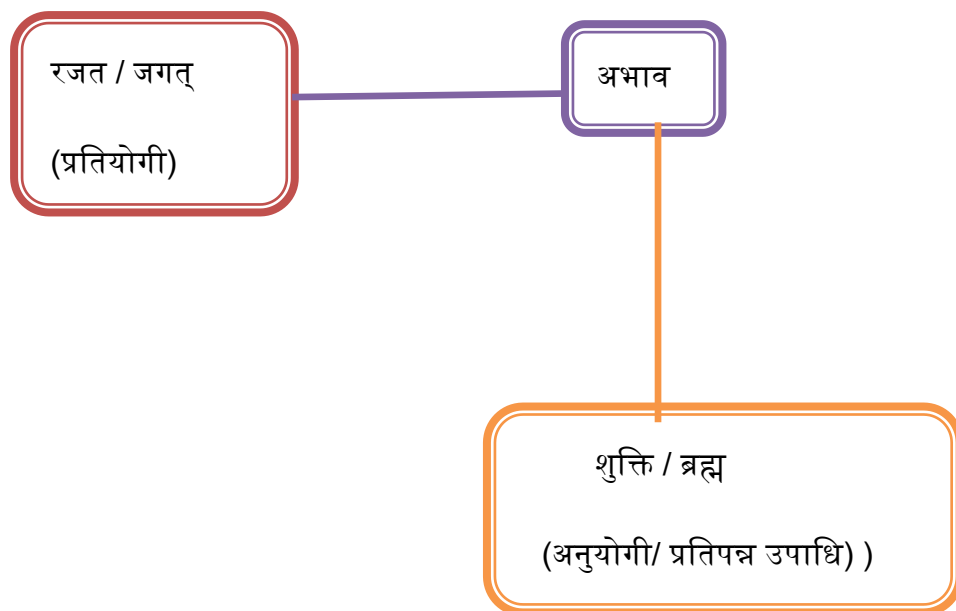 रजत / जगत्
(प्रतियोगी)
अभाव
शुक्ति / ब्रह्म
(अनुयोगी/ प्रतिपन्न उपाधि) )